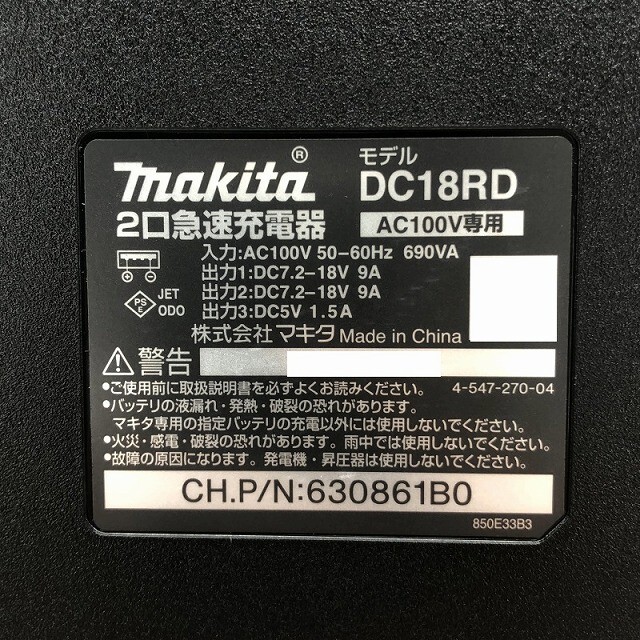 makita®
モデル
DC18RD
2口急速充電器
AC100V専用
入力:AC100V 50-60Hz 690VA
出力1:DC7.2-18V 9A
出力2:DC7.2-18V 9A
出力3:DC5V 1.5A
PS
E
JET
ODO
株式会社マキタ Made in China
⚠警告
●ご使用前に取扱説明書を必ずよくお読みください。 4-547-270-04
●バッテリの液漏れ・発熱・破裂の恐れがあります。
マキタ専用の指定バッテリの充電以外には使用しないでください。
●火災・感電・破裂の恐れがあります。雨中では使用しないでください。
●故障の原因になります。発電機・昇圧器は使用しないでください。
CH.P/N:630861B0
850E33B3